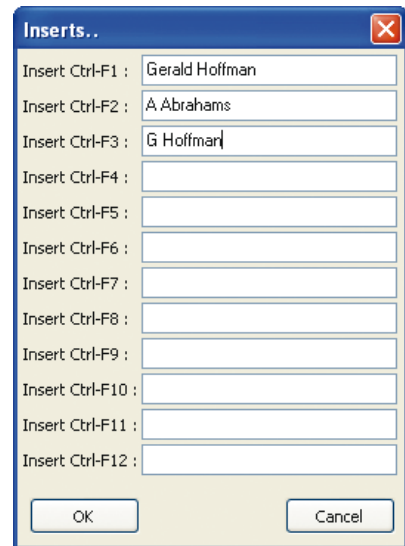 Inserts..
Insert Ctrl-F1 : Gerald Hoffman
Insert Ctrl-F2 : A Abrahams
Insert Ctrl-F3 : G Hoffman
Insert Ctrl-F4 :
Insert Ctrl-F5 :
Insert Ctrl-F6 :
Insert Ctrl-F7 :
Insert Ctrl-F8 :
Insert Ctrl-F9 :
Insert Ctrl-F10 :
Insert Ctrl-F11 :
Insert Ctrl-F12 :
OK Cancel